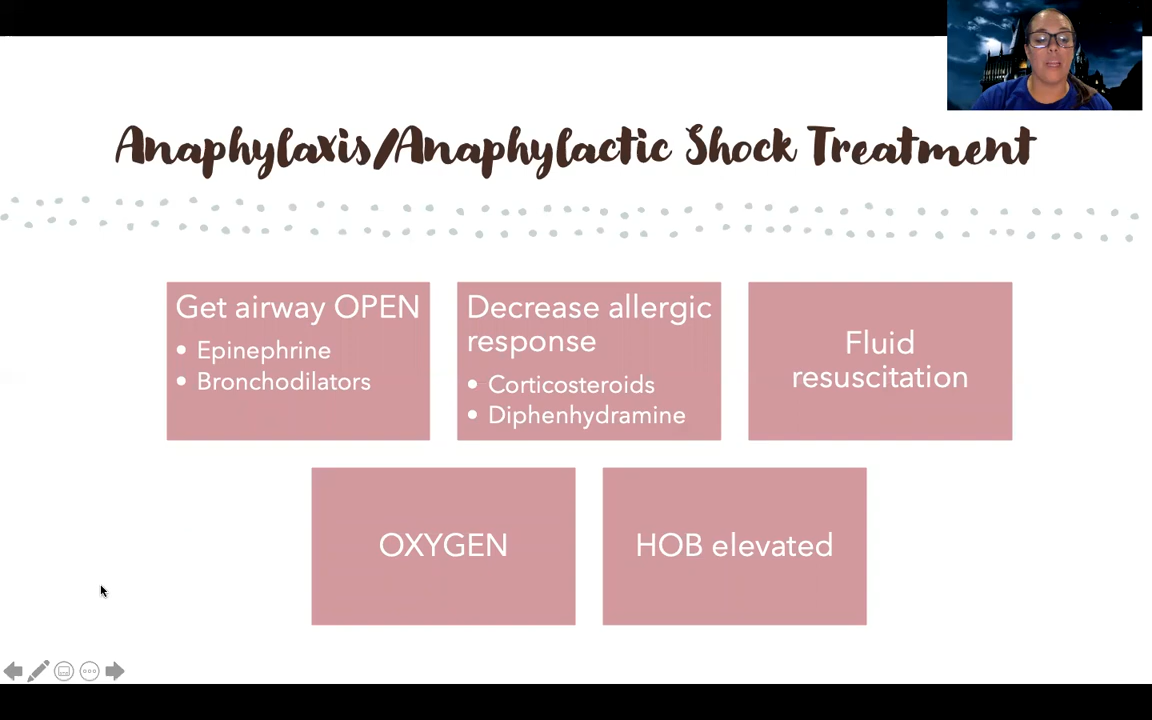 Anaphylaxis/Anaphylactic Shock Treatment
Get airway OPEN
• Epinephrine
• Bronchodilators
Decrease allergic
response
• Corticosteroids
• Diphenhydramine
Fluid
resuscitation
OXYGEN
HOB elevated